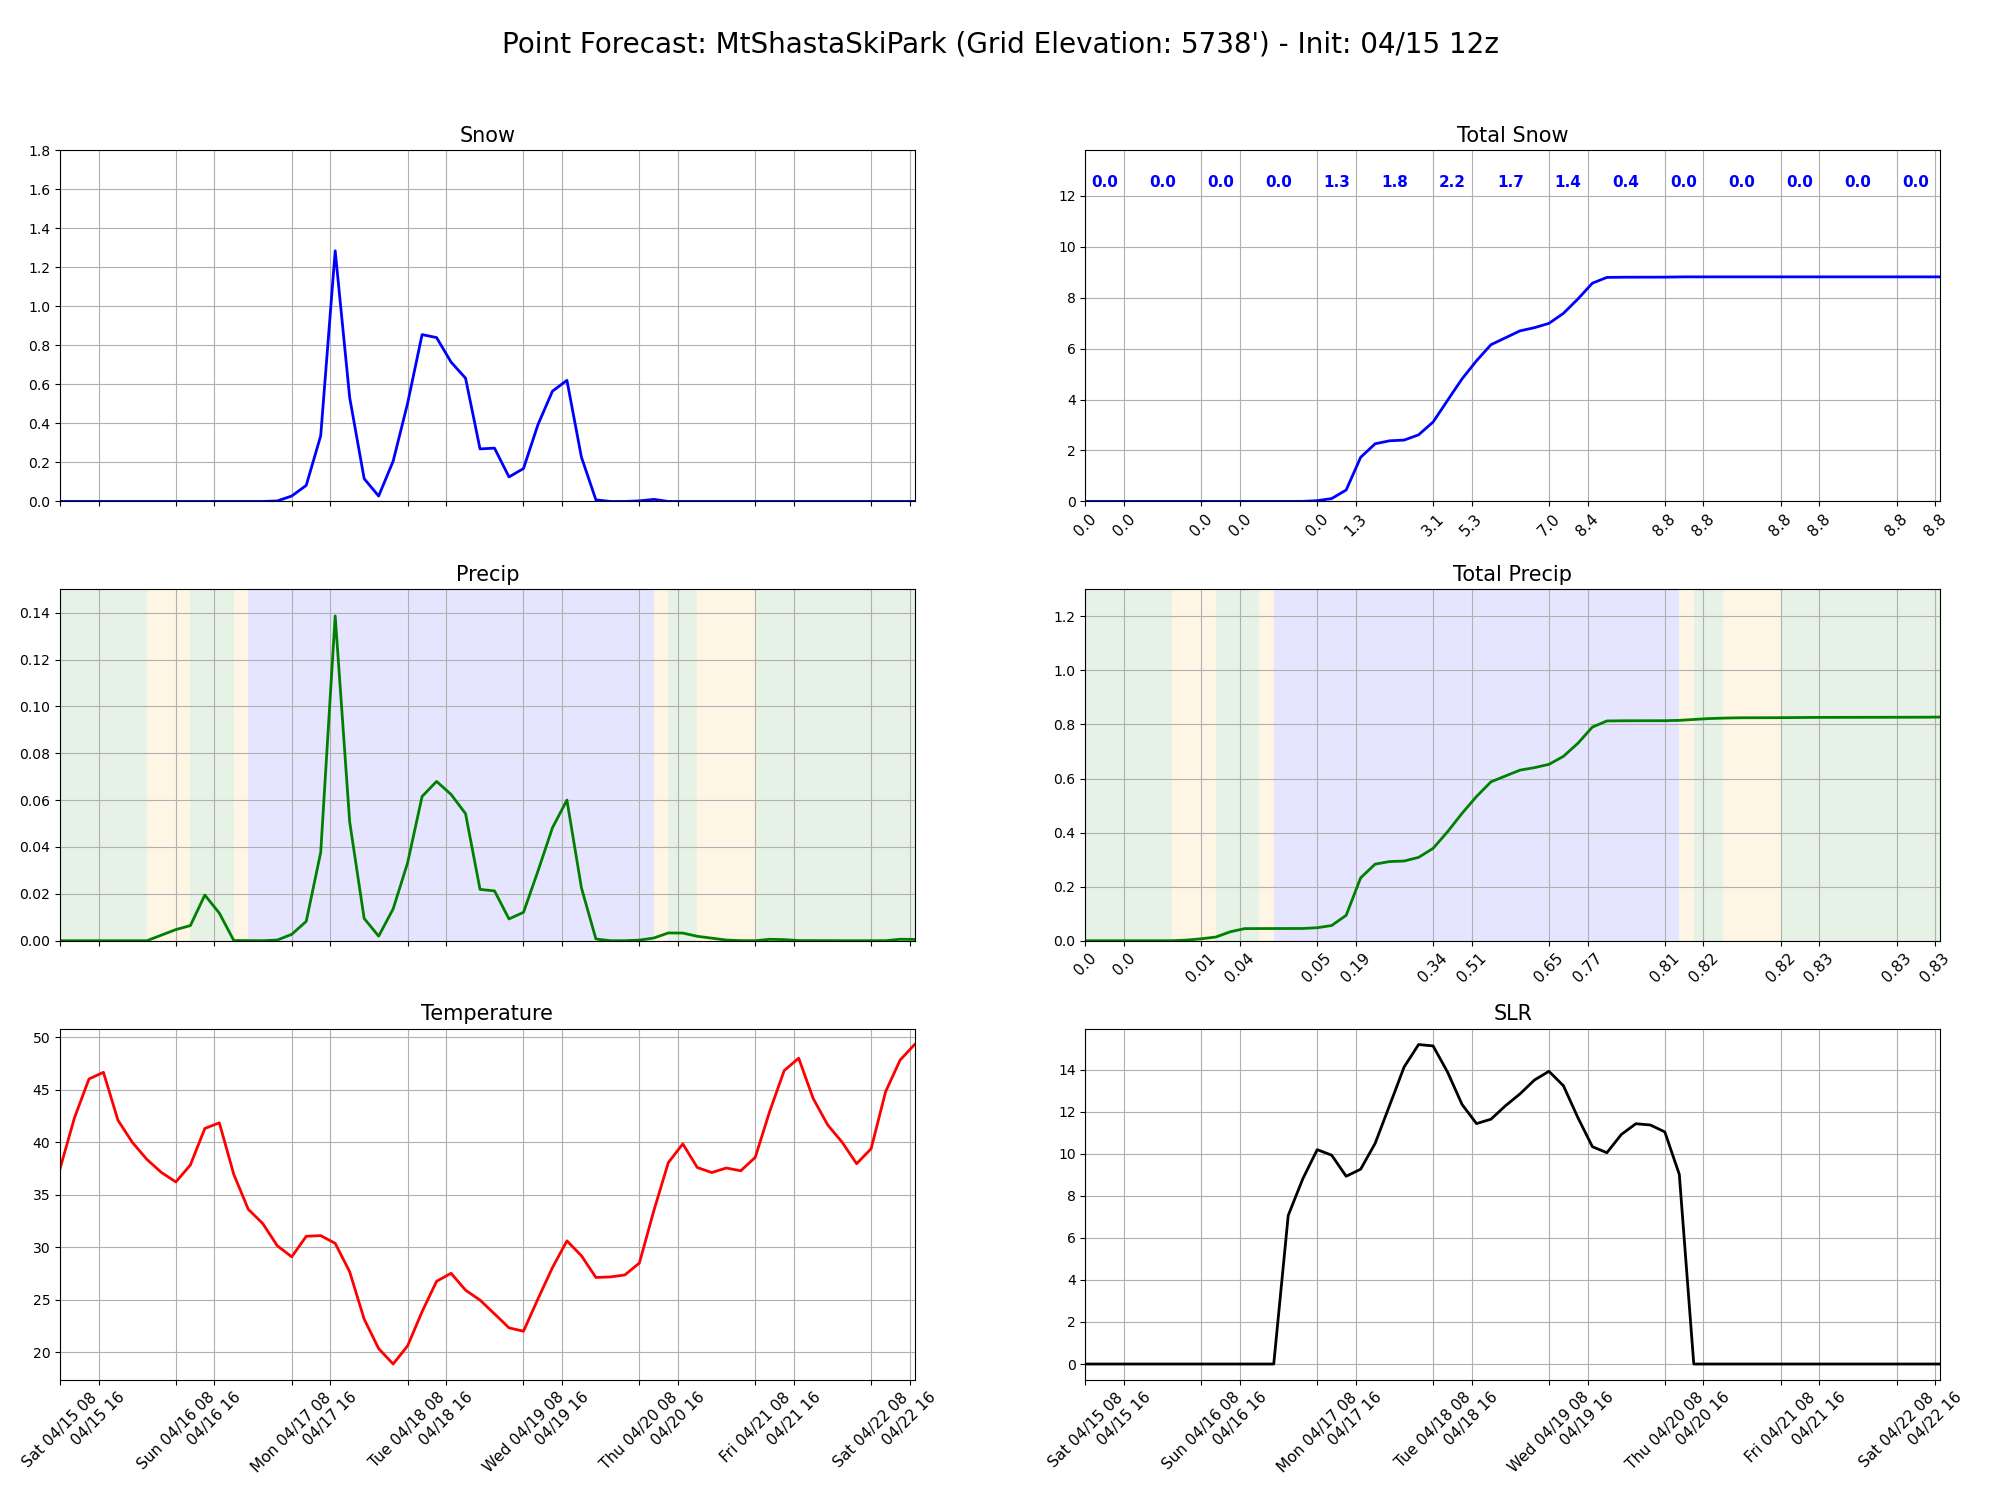 Point Forecast: MtShastaSkiPark (Grid Elevation: 5738') - Init: 04/15 12z
Snow
1.8
1.6
1.4
1.2
1.0
0.8
0.6
0.4
0.2
0.0
Total Snow
0.0 0.0 0.0 0.0 1.3 1.8 2.2 1.7 1.4 0.4 0.0 0.0 0.0 0.0 0.0
12
10
8
6
4
2
0
0.0 0.0 0.0 0.0 0.0 1.3 3.1 5.3 7.0 8.4 8.8 8.8 8.8 8.8 8.8 8.8
Precip
0.14
0.12
0.10
0.08
0.06
0.04
0.02
0.00
Total Precip
1.2
1.0
0.8
0.6
0.4
0.2
0.0
0.0 0.0 0.01 0.04 0.05 0.19 0.34 0.51 0.65 0.77 0.81 0.82 0.82 0.83 0.83 0.83
Temperature
50
45
40
35
30
25
20
Sat 04/15 08
04/15 16
Sun 04/16 08
04/16 16
Mon 04/17 08
04/17 16
Tue 04/18 08
04/18 16
Wed 04/19 08
04/19 16
Thu 04/20 08
04/20 16
Fri 04/21 08
04/21 16
Sat 04/22 08
04/22 16
SLR
14
12
10
8
6
4
2
0
Sat 04/15 08
04/15 16
Sun 04/16 08
04/16 16
Mon 04/17 08
04/17 16
Tue 04/18 08
04/18 16
Wed 04/19 08
04/19 16
Thu 04/20 08
04/20 16
Fri 04/21 08
04/21 16
Sat 04/22 08
04/22 16